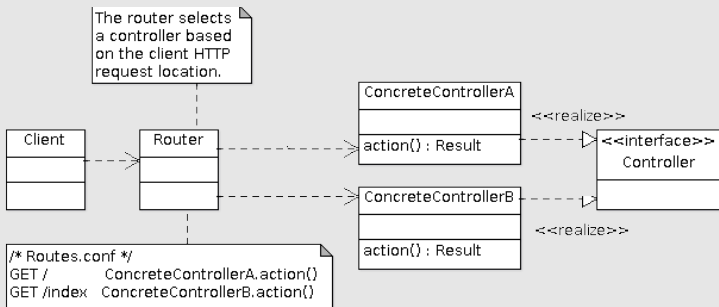 The router selects
a controller based
on the client HTTP
request location.
Client
Router
ConcreteControllerA
action() : Result
<<realize>>
<<interface>>
Controller
ConcreteControllerB
action() : Result
<<realize>>
/* Routes.conf */
GET / ConcreteControllerA.action()
GET /index ConcreteControllerB.action()